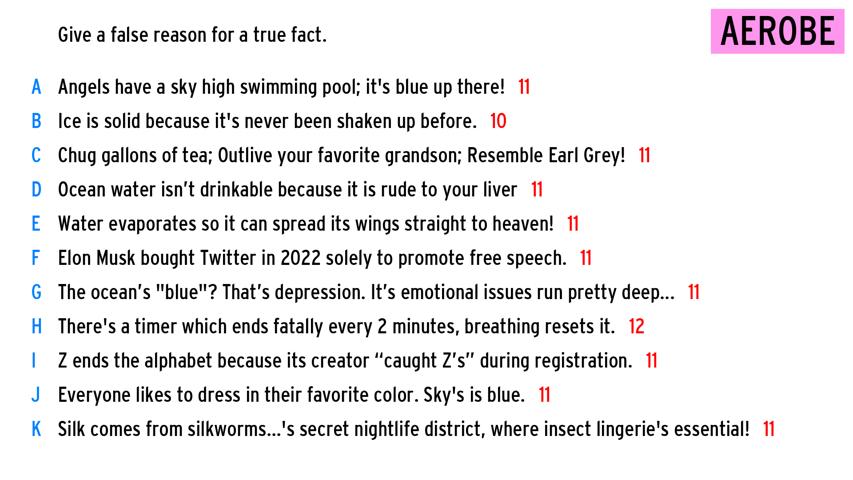 Give a false reason for a true fact.
AEROBE
A Angels have a sky high swimming pool; it's blue up there! 11
B Ice is solid because it's never been shaken up before. 10
C Chug gallons of tea; Outlive your favorite grandson; Resemble Earl Grey! 11
D Ocean water isn’t drinkable because it is rude to your liver 11
E Water evaporates so it can spread its wings straight to heaven! 11
F Elon Musk bought Twitter in 2022 solely to promote free speech. 11
G The ocean’s "blue"? That’s depression. It’s emotional issues run pretty deep... 11
H There's a timer which ends fatally every 2 minutes, breathing resets it. 12
I Z ends the alphabet because its creator “caught Z’s” during registration. 11
J Everyone likes to dress in their favorite color. Sky's is blue. 11
K Silk comes from silkworms...'s secret nightlife district, where insect lingerie's essential! 11